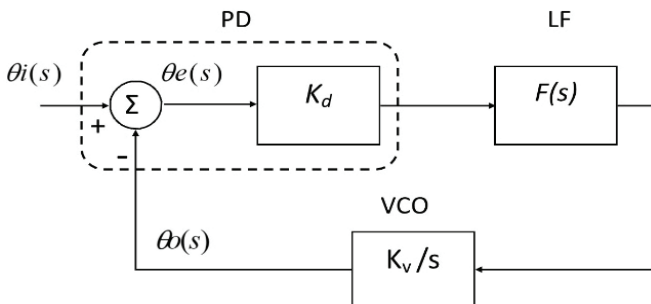 PD
LF
θi(s)
θe(s)
Σ
+
-
K_d
F(s)
VCO
θo(s)
K_v/s